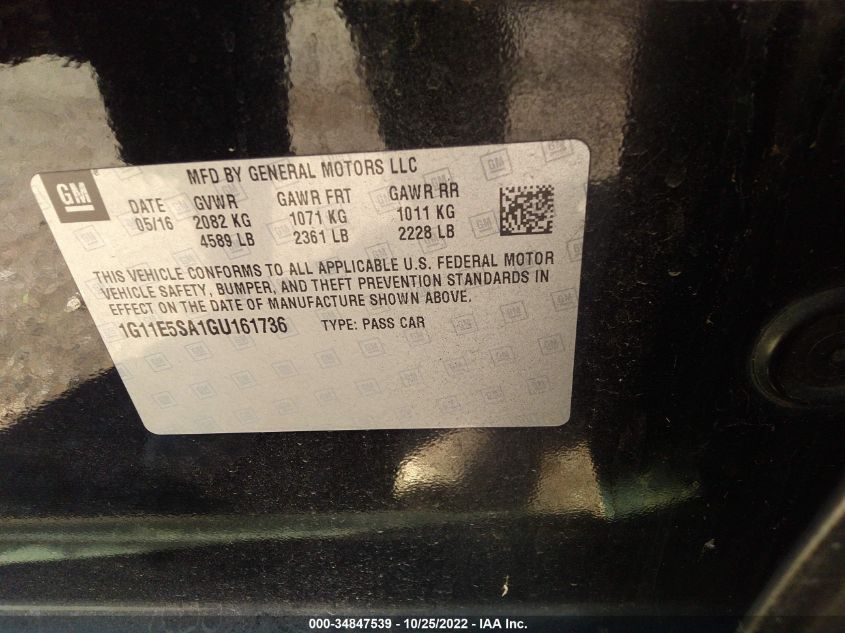 GM
MFD BY GENERAL MOTORS LLC
DATE GVWR GAWR FRT GAWR RR
05/16 2082 KG 1071 KG 1011 KG
4589 LB 2361 LB 2228 LB
THIS VEHICLE CONFORMS TO ALL APPLICABLE U.S. FEDERAL MOTOR
VEHICLE SAFETY, BUMPER, AND THEFT PREVENTION STANDARDS IN
EFFECT ON THE DATE OF MANUFACTURE SHOWN ABOVE.
1G11E5SA1GU161736 TYPE: PASS CAR
000-34847539 - 10/25/2022 - IAA Inc.